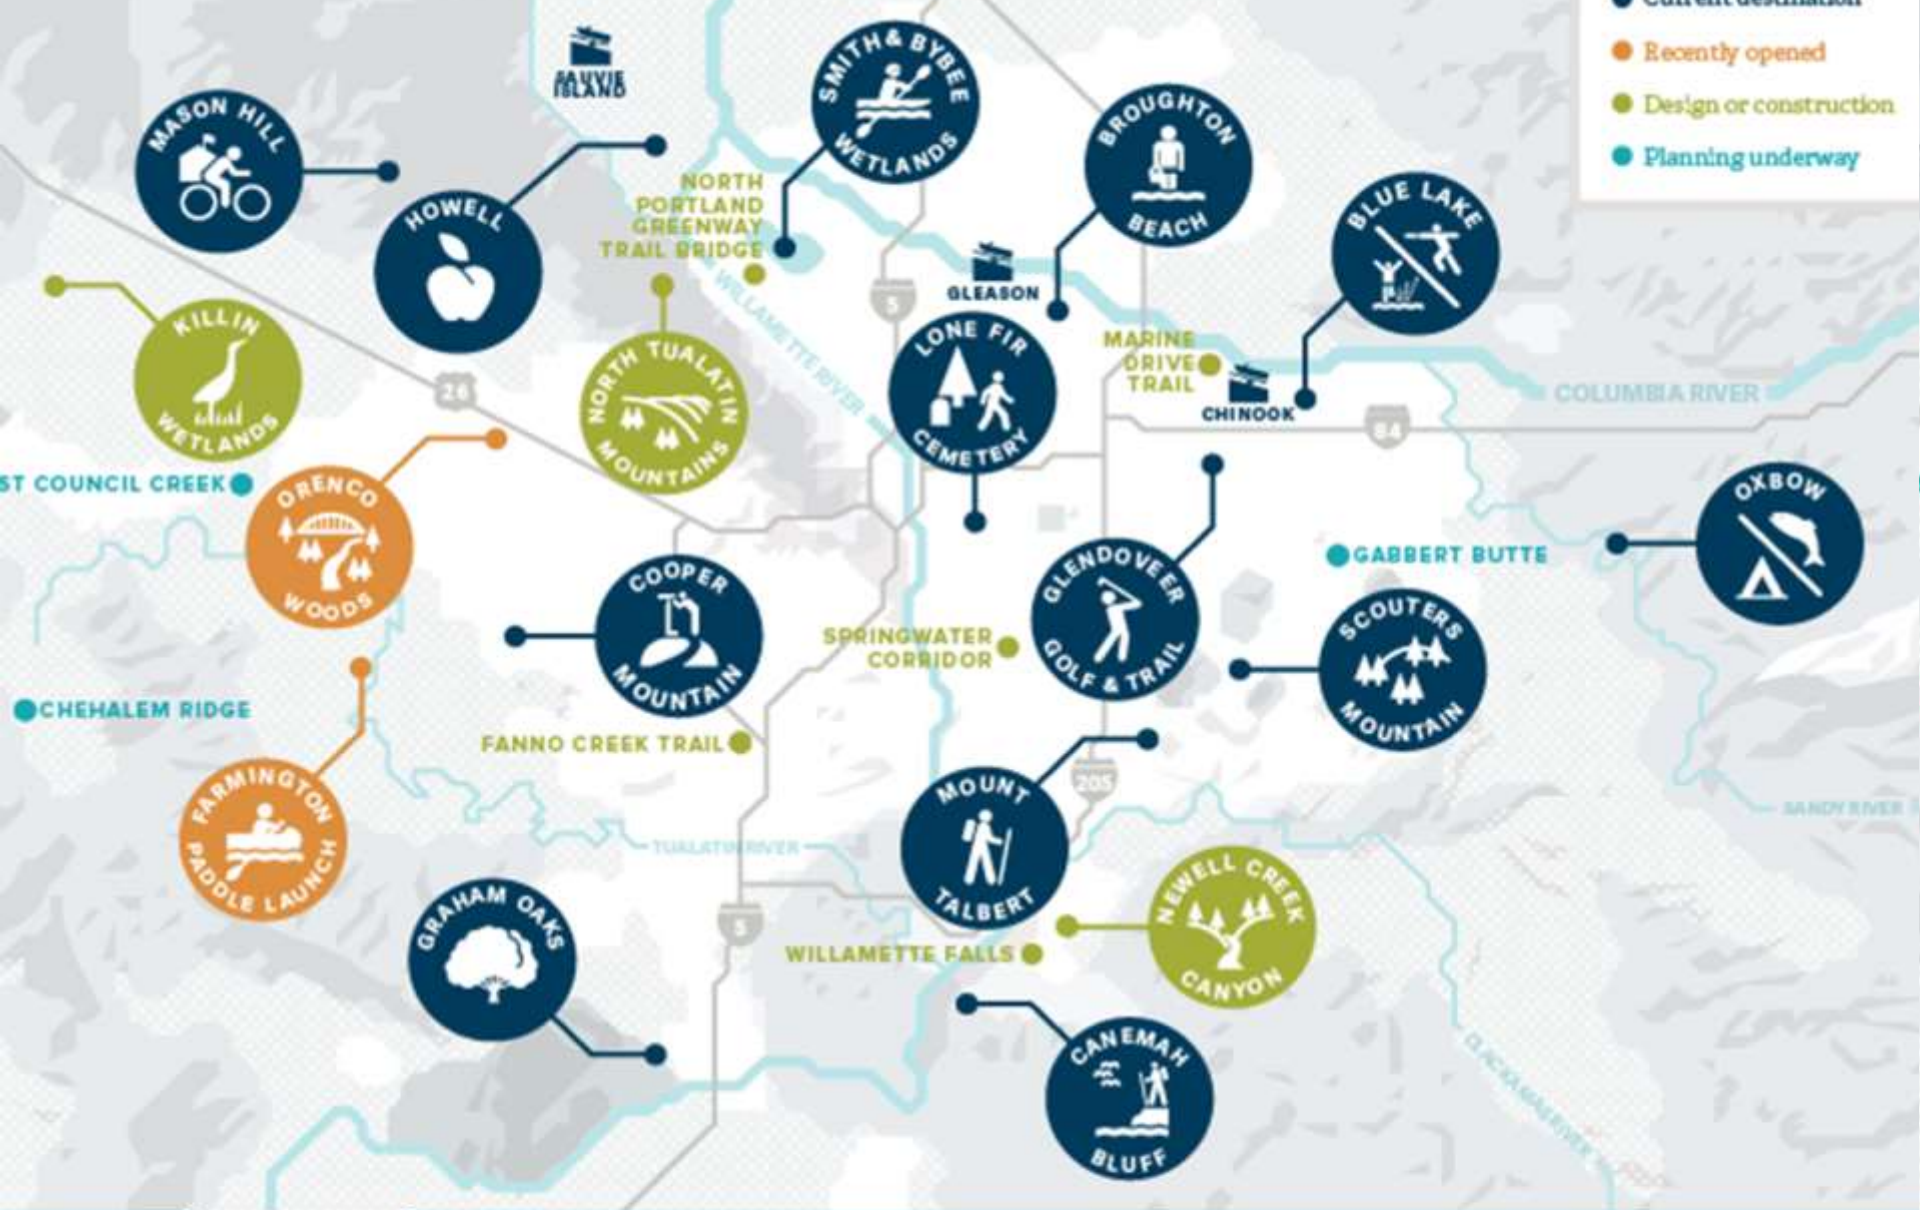 Current destination
Recently opened
Design or construction
Planning underway
SAUVIE
ISLAND
SMITH & BYBEE
WETLANDS
MASON HILL
BROUGHTON
BEACH
HOWELL
NORTH
PORTLAND
GREENWAY
TRAIL BRIDGE
BLUE LAKE
GLEASON
KILLIN
WETLANDS
5
WILLAMETTE RIVER
NORTH TUALATIN
MOUNTAINS
LONE FIR
CEMETERY
MARINE
DRIVE
TRAIL
CHINOOK
COLUMBIA RIVER
26
84
ST COUNCIL CREEK
ORENCO
WOODS
OXBOW
GABBERT BUTTE
COOPER
MOUNTAIN
GLENDOVEER
GOLF & TRAIL
SPRINGWATER
CORRIDOR
SCOUTERS
MOUNTAIN
CHEHALEM RIDGE
FANNO CREEK TRAIL
FARMINGTON
PADDLE LAUNCH
MOUNT
TALBERT
205
SANDY RIVER
TUALATIN RIVER
GRAHAM OAKS
5
NEWELL CREEK
CANYON
WILLAMETTE FALLS
CANEMAH
BLUFF
CLACKAMAS RIVER